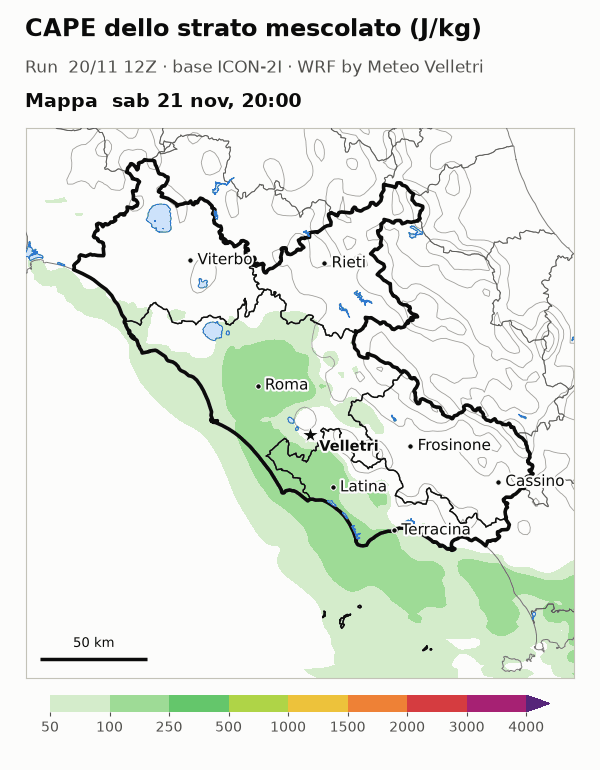 CAPE dello strato mescolato (J/kg)
Run  20/11 12Z · base ICON-2I · WRF by Meteo Velletri
Mappa  sab 21 nov, 20:00
Viterbo
Rieti
Roma
Velletri
Frosinone
Latina
Cassino
Terracina
50 km
50 100 250 500 1000 1500 2000 3000 4000